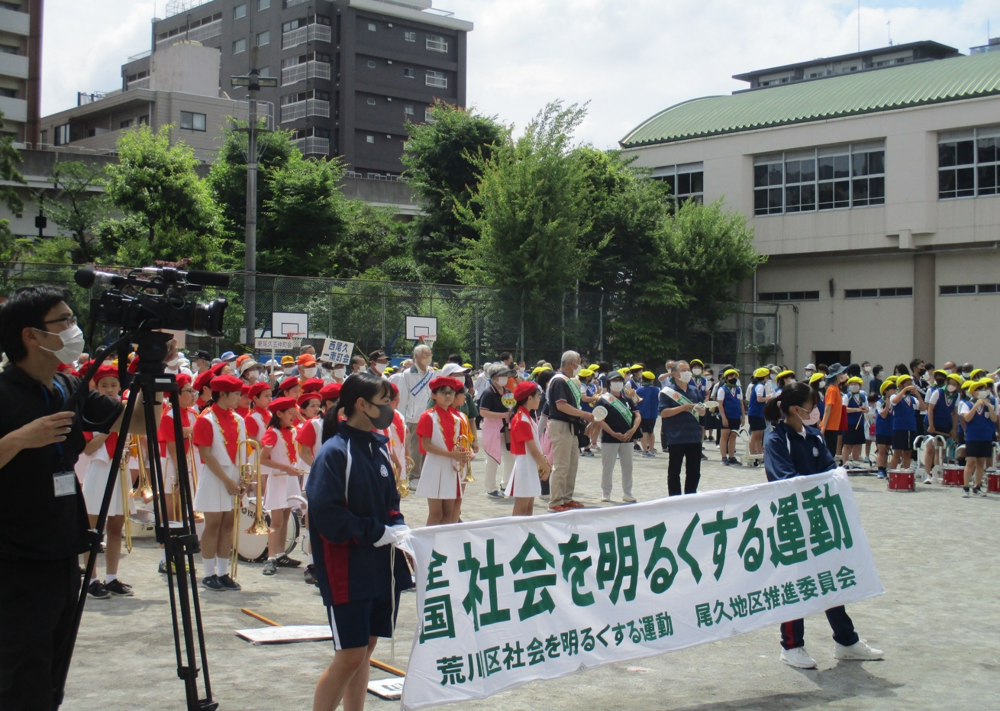 東尾久五仲町会
西尾久
一南町会
全国 社会を明るくする運動
荒川区社会を明るくする運動 尾久地区推進委員会